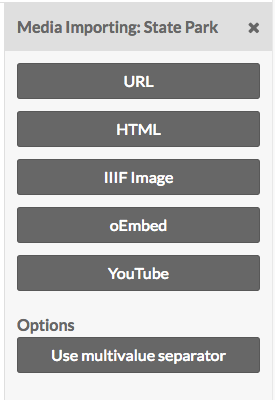 Media Importing: State Park ×
URL
HTML
IIIF Image
oEmbed
YouTube
Options
Use multivalue separator